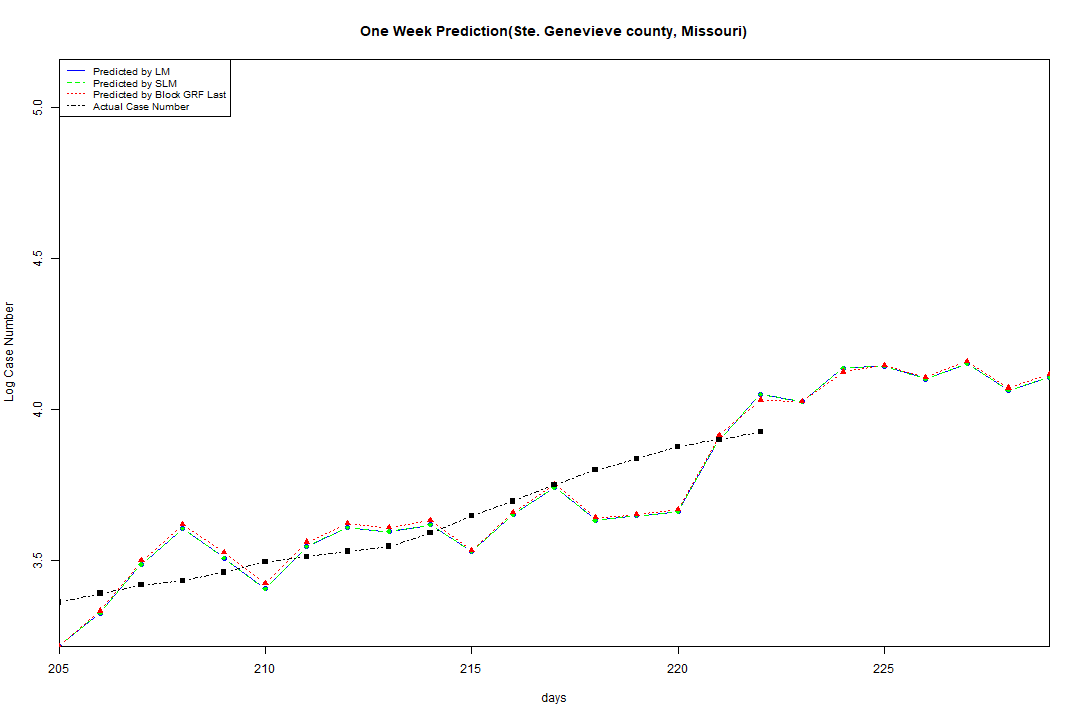 One Week Prediction(Ste. Genevieve county, Missouri)
Predicted by LM
Predicted by SLM
Predicted by Block GRF Last
Actual Case Number
5.0
4.5
4.0
3.5
Log Case Number
205 210 215 220 225
days